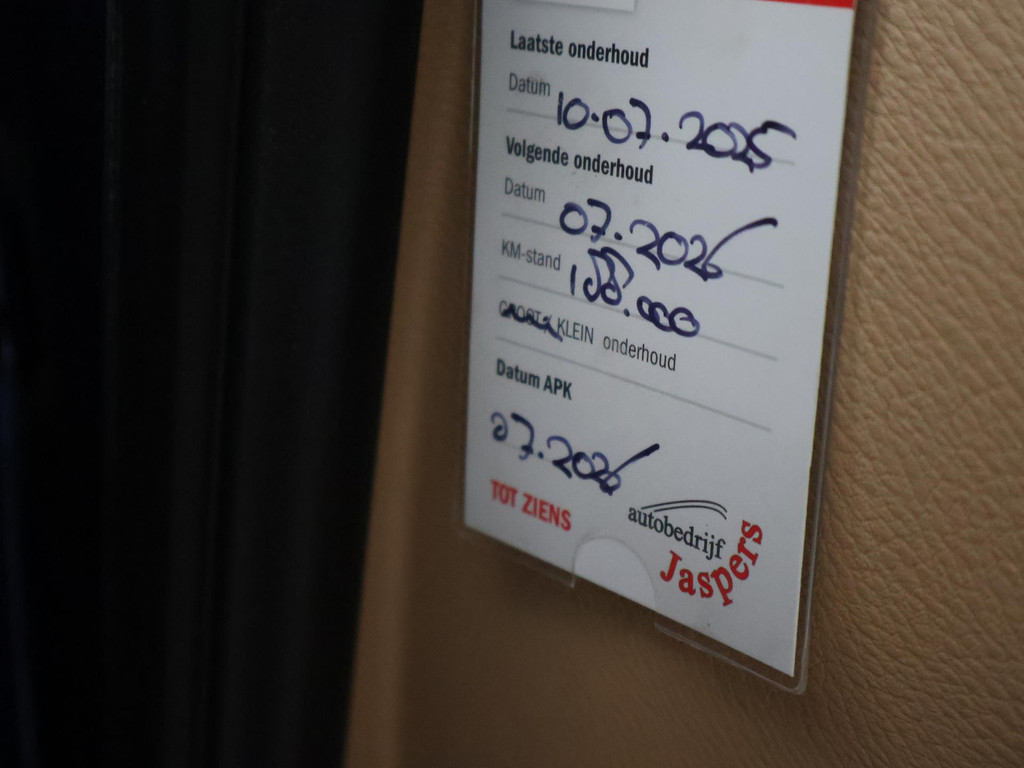 Laatste onderhoud
Datum 10.07.2025
Volgende onderhoud
Datum 07.2026
KM-stand
KLEIN onderhoud
Datum APK
07.2026
TOT ZIENS
autobedrijf
Jaspers